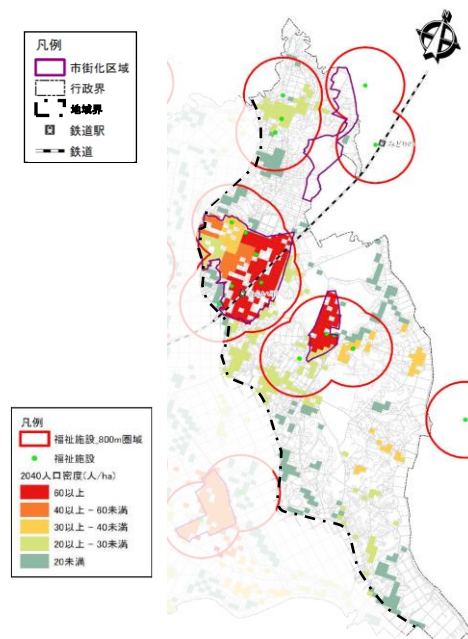 凡例
市街化区域
行政界
地域界
鉄道駅
鉄道
凡例
福祉施設_800m圏域
福祉施設
2040人口密度(人/ha)
60以上
40以上-60未満
30以上-40未満
20以上-30未満
20未満